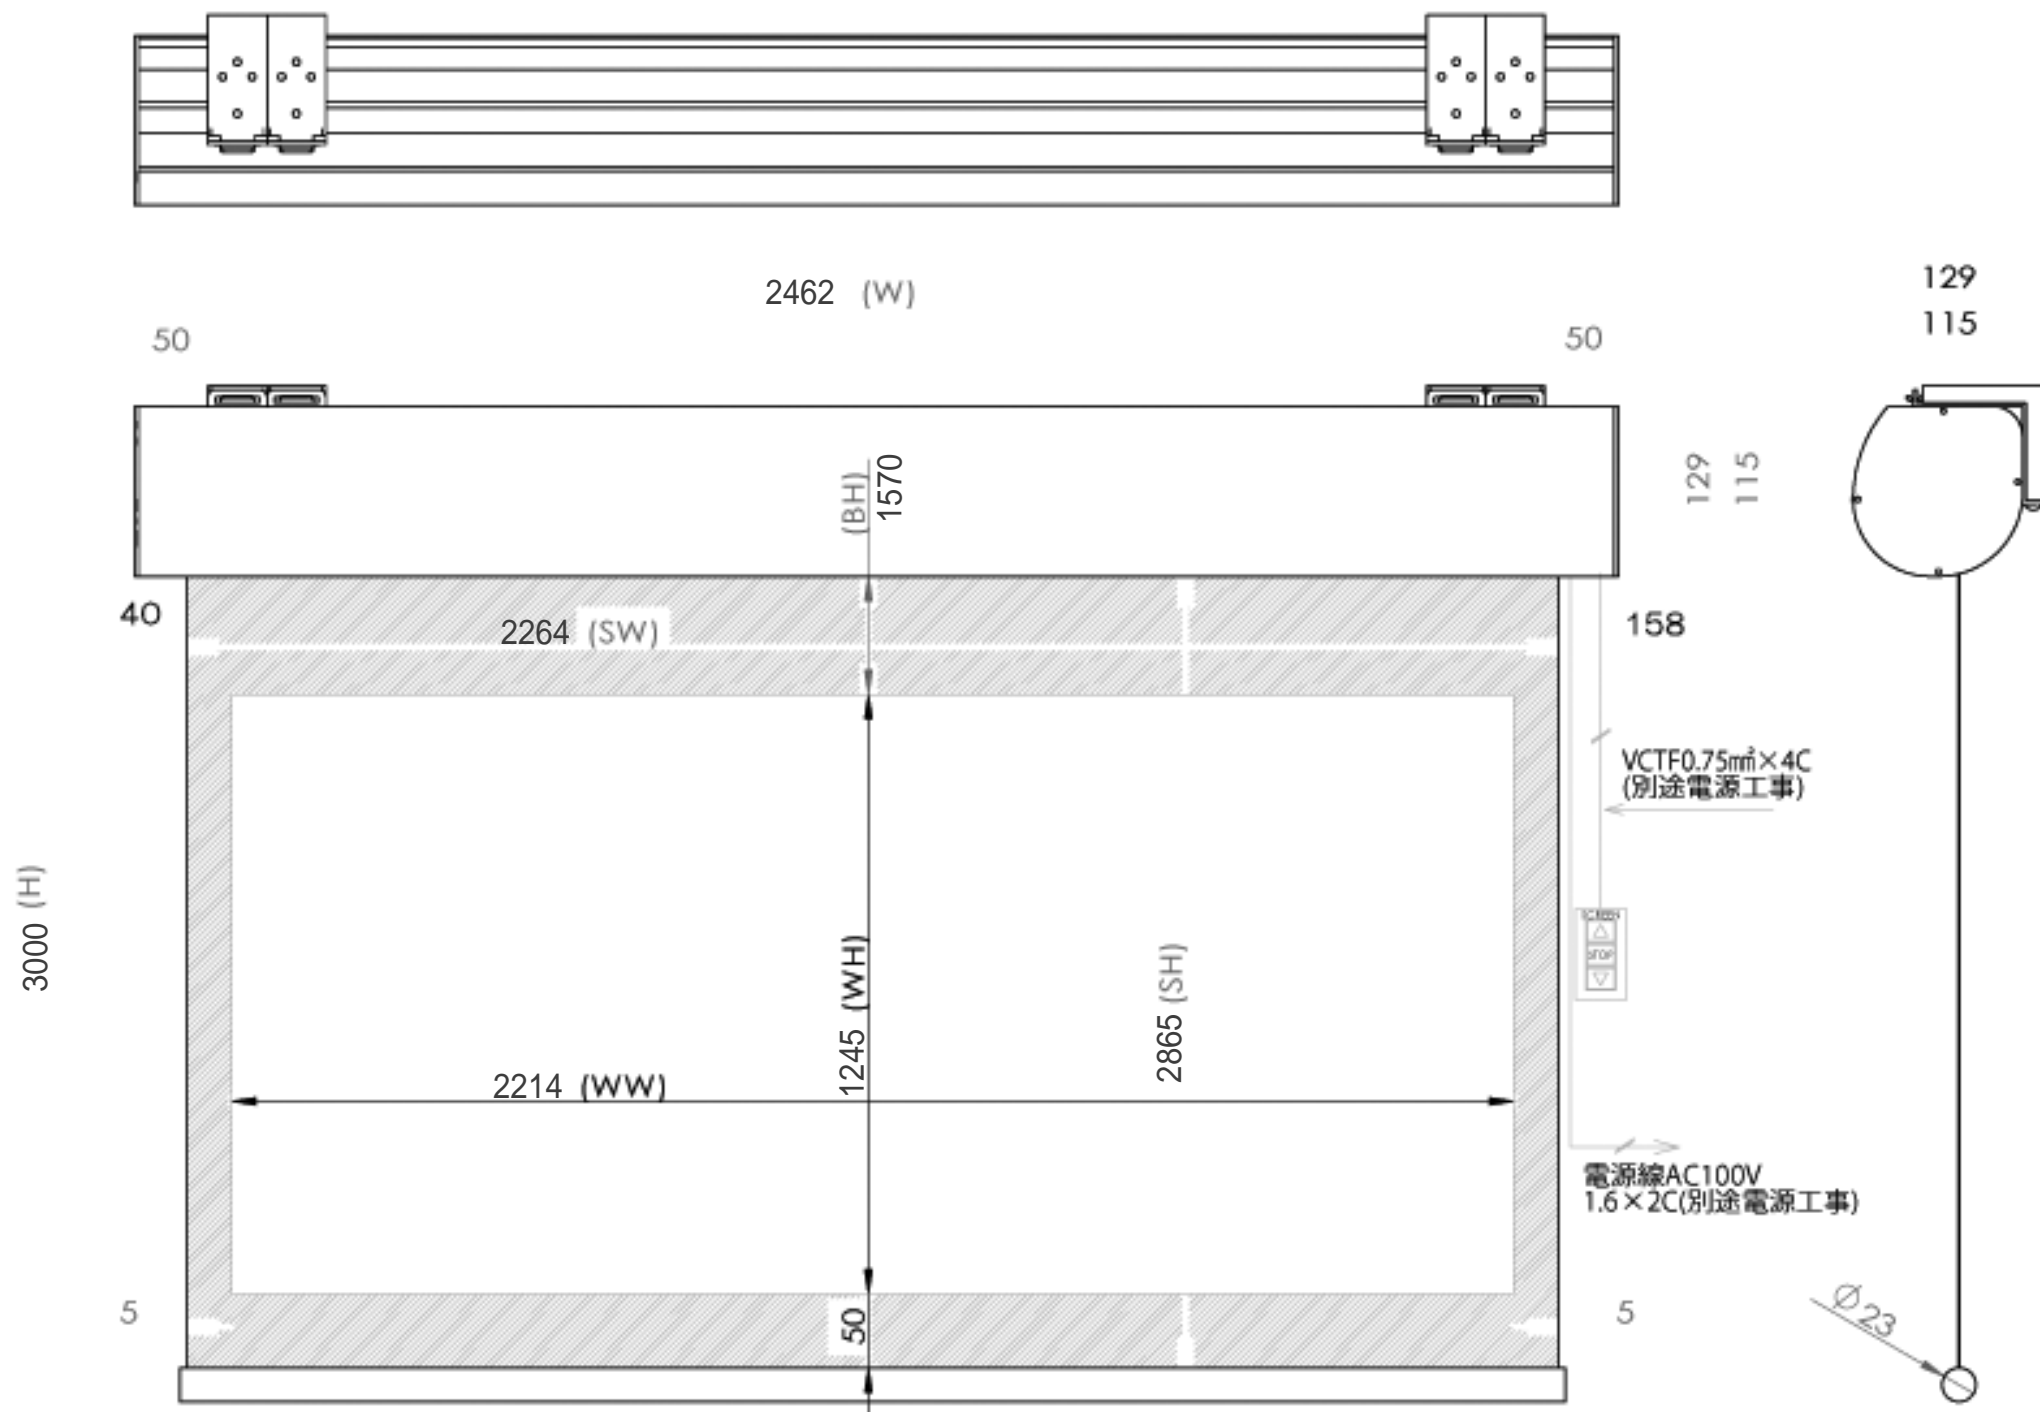 2462 (W)
50
50
129
115
(BH)
1570
129
115
40
2264 (SW)
158
VCTF0.75㎟×4C
(別途電源工事)
3000 (H)
SCREEN
STOP
1245 (WH)
2865 (SH)
2214 (WW)
電源線AC100V
1.6×2C(別途電源工事)
5
50
5
Ø23